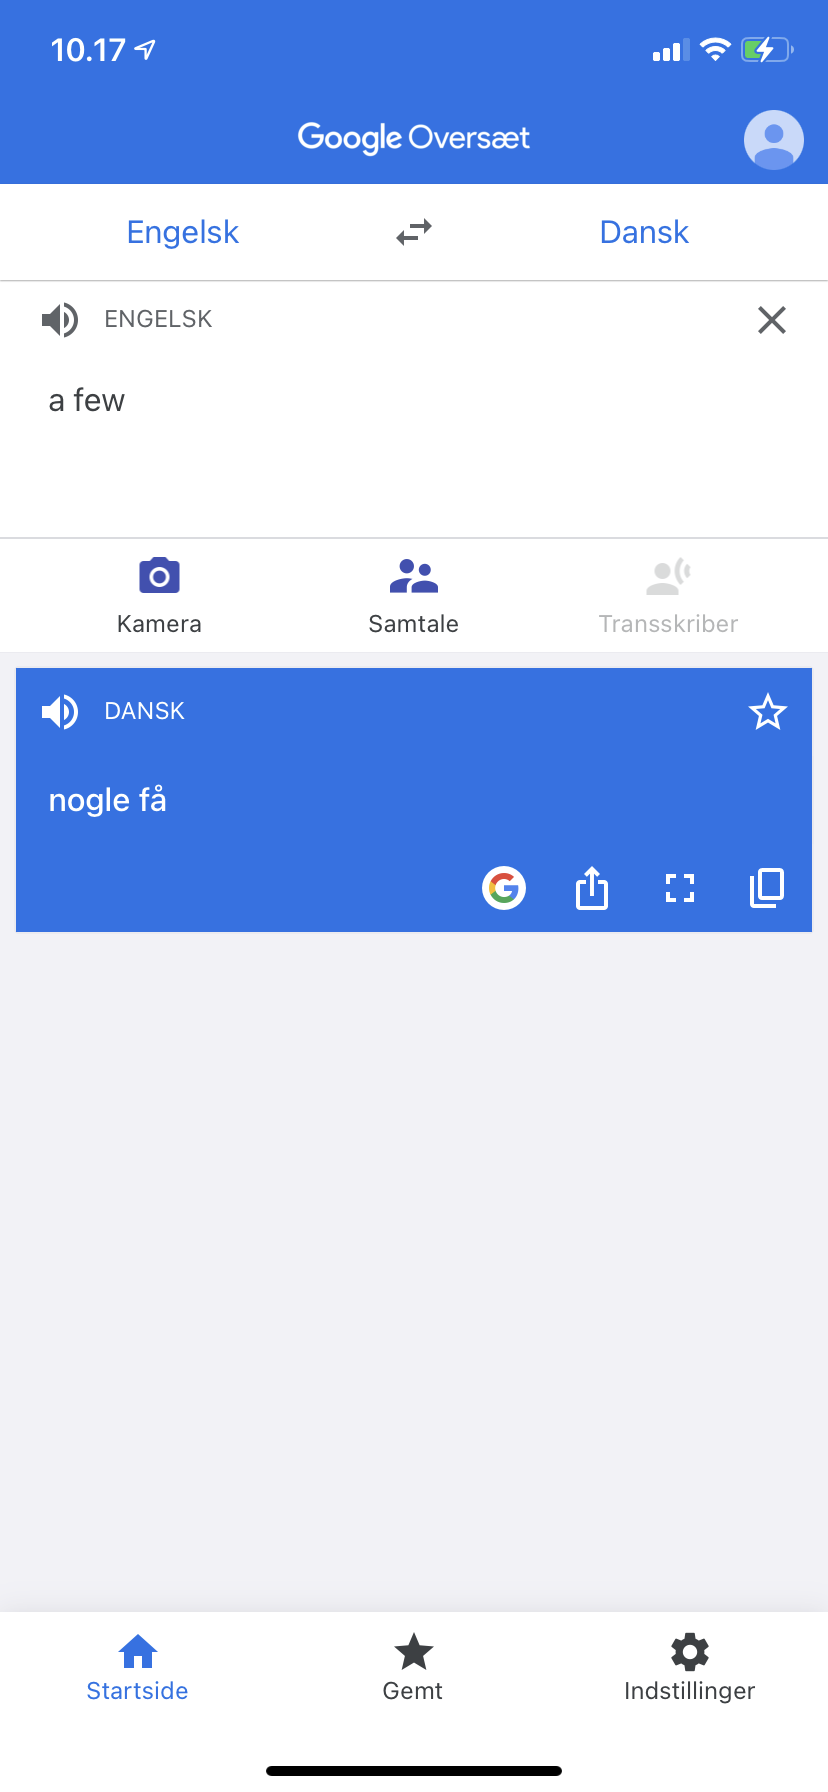 10.17
Google Oversæt
Engelsk Dansk
ENGELSK
a few
Kamera Samtale Transskriber
DANSK
nogle få
Startside Gemt Indstillinger